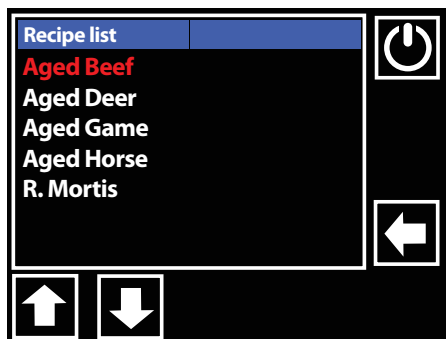 Recipe list
Aged Beef
Aged Deer
Aged Game
Aged Horse
R. Mortis